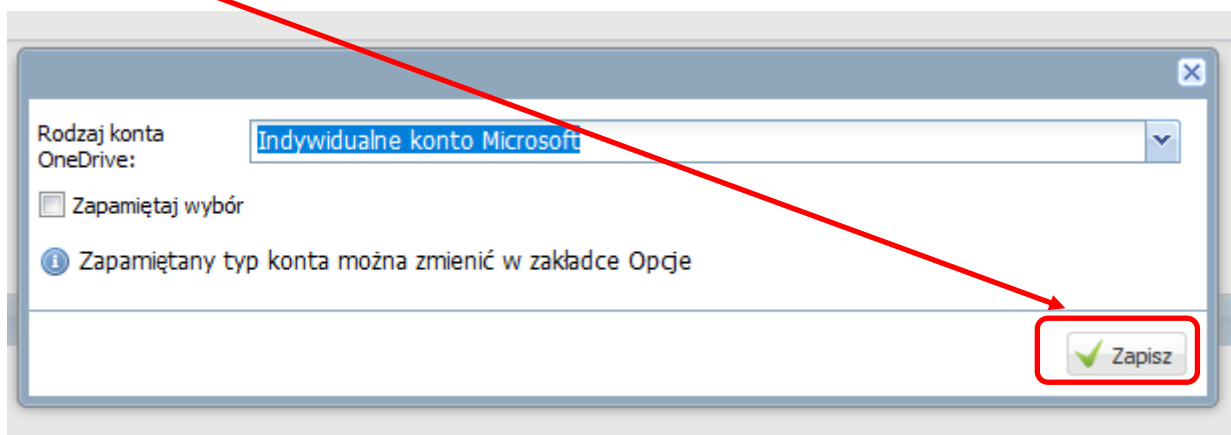 Rodzaj konta
OneDrive:
Indywidualne konto Microsoft
Zapamiętaj wybór
Zapamiętany typ konta można zmienić w zakładce Opcje
Zapisz